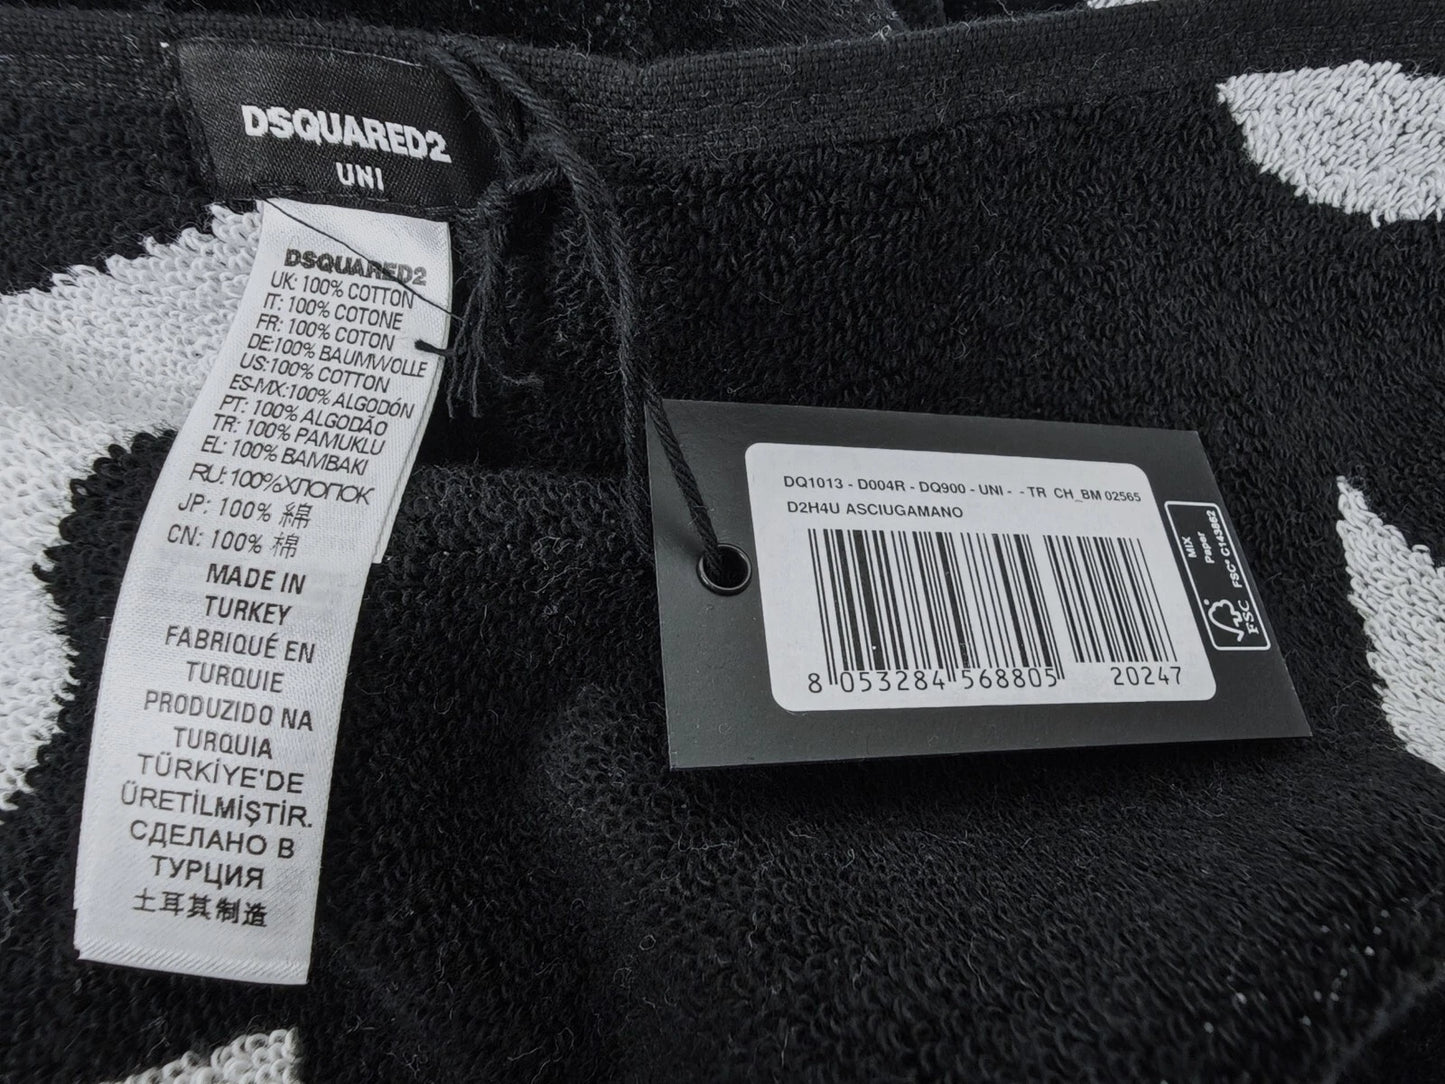 DSQUARED2
UNI
DSQUARED2
UK: 100% COTTON
IT: 100% COTONE
FR: 100% COTON
DE:100% BAUMWOLLE
US:100% COTTON
ES-MX:100% ALGODÓN
PT: 100% ALGODÃO
TR: 100% PAMUKLU
EL: 100% BAMBAKI
RU: 100%ХЛОПОК
JP: 100% 綿
CN: 100% 棉
MADE IN
TURKEY
FABRIQUÉ EN
TURQUIE
PRODUZIDO NA
TURQUIA
TÜRKİYE'DE
ÜRETİLMİŞTİR.
СДЕЛАНО В
ТУРЦИЯ
土耳其制造
DQ1013 - D004R - DQ900 - UNI - - TR CH_BM 02565
D2H4U ASCIUGAMANO
8 053284 568805 20247
MIX
Paper
FSC® C143862
FSC